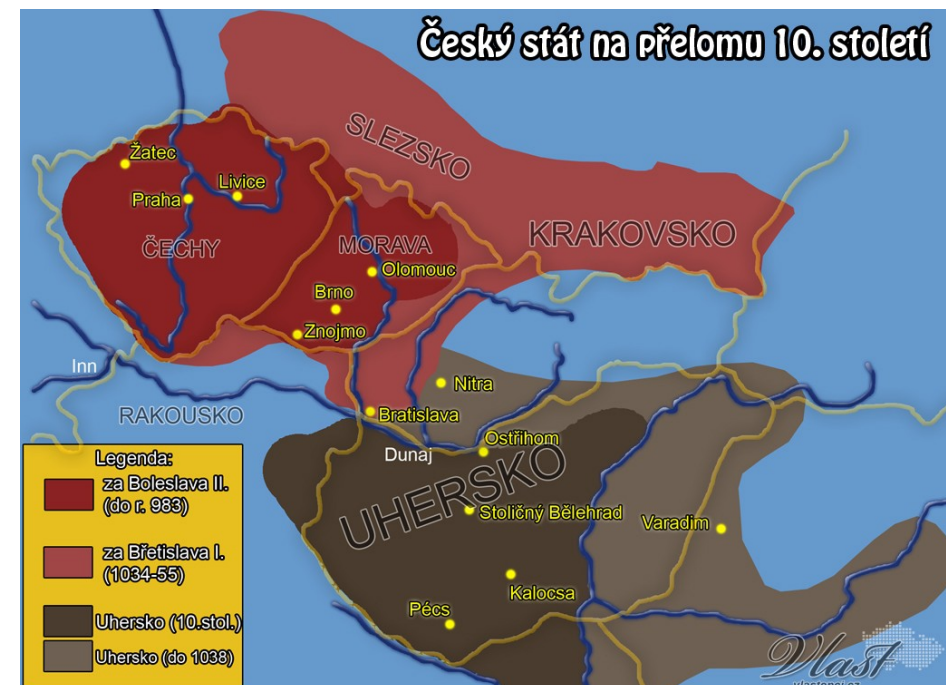 Český stát na přelomu 10. století
SLEZSKO
Žatec
Livice
Praha
KRAKOVSKO
ČECHY
MORAVA
Olomouc
Brno
Znojmo
Inn
Nitra
RAKOUSKO
Bratislava
Dunaj
Ostřihom
UHERSKO
Stoličný Bělehrad
Varadim
Kalocsa
Pécs
Legenda:
za Boleslava II.
(do r. 983)
za Břetislava I.
(1034-55)
Uhersko (10.stol.)
Uhersko (do 1038)
Vlast